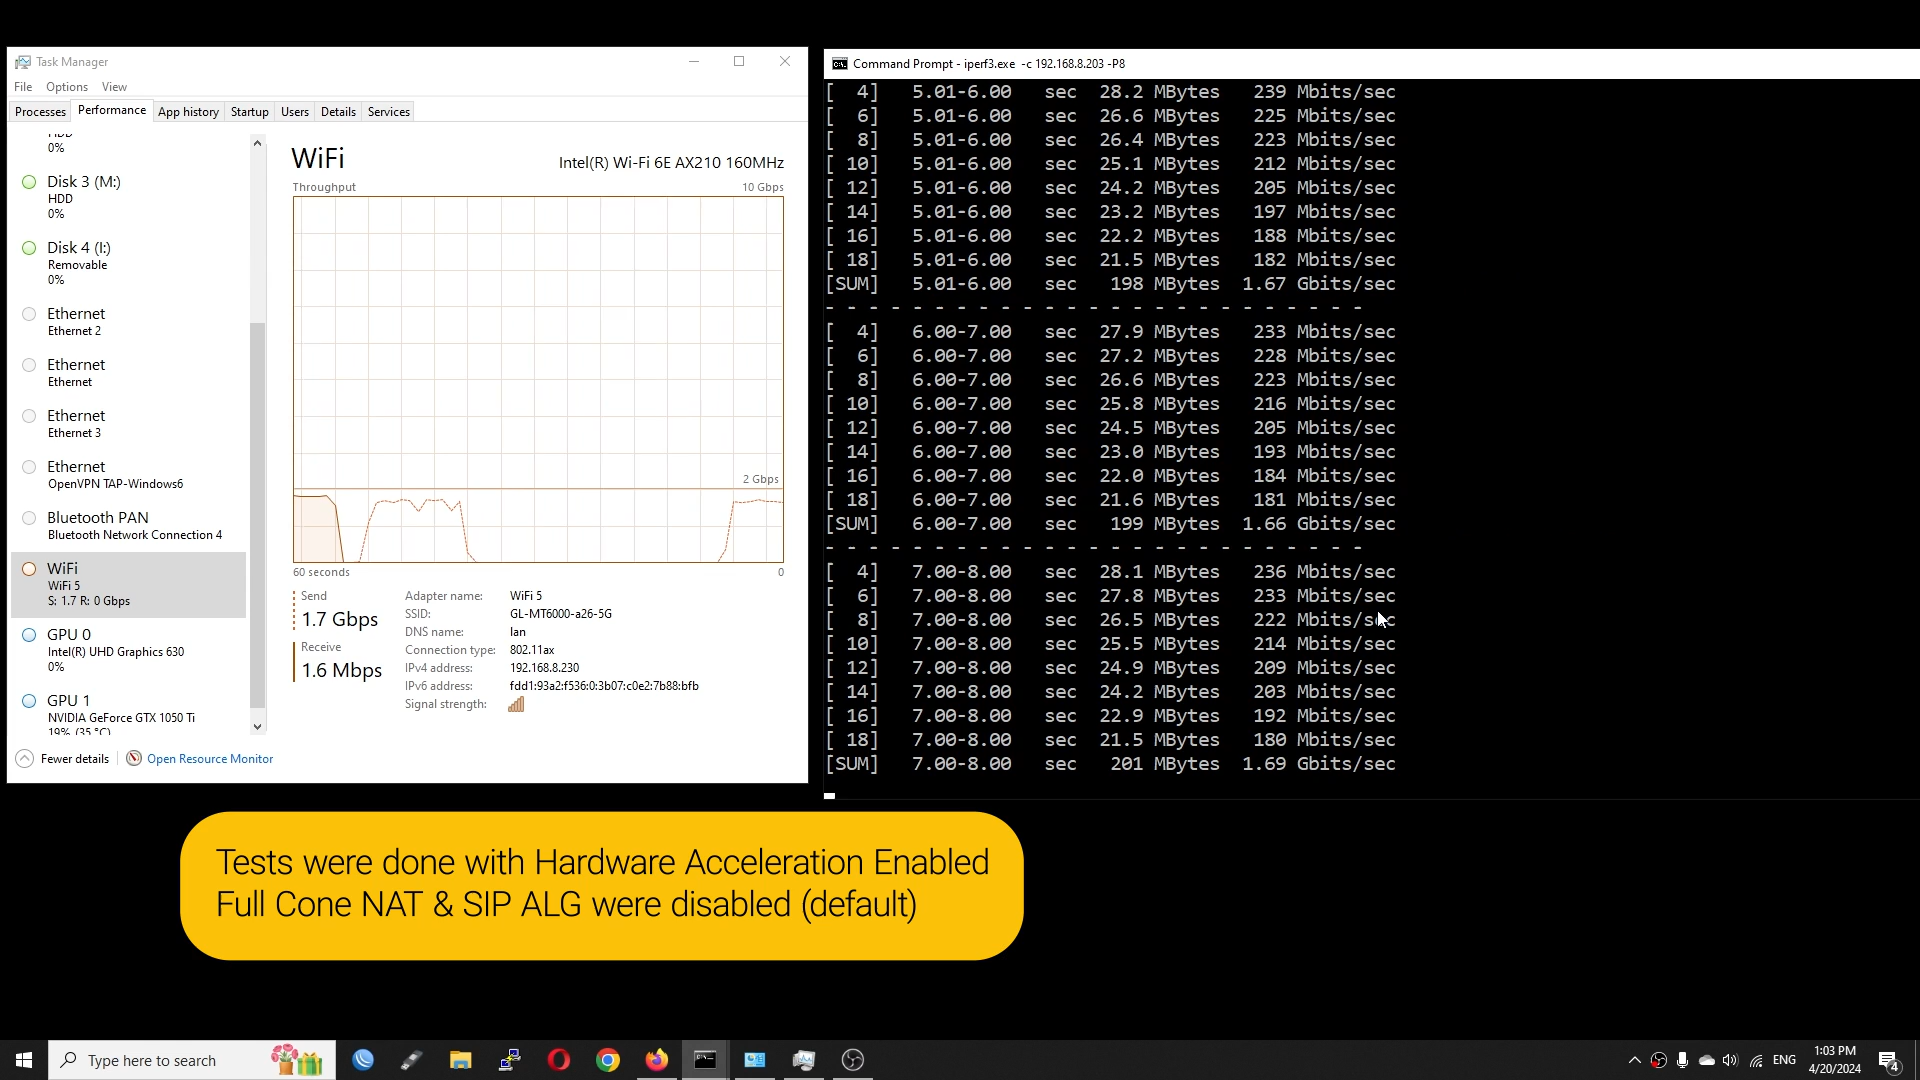 Task Manager
File Options View
Processes Performance App history Startup Users Details Services
HDD
0%
Disk 3 (M:)
HDD
0%
Disk 4 (I:)
Removable
0%
Ethernet
Ethernet 2
Ethernet
Ethernet
Ethernet
Ethernet 3
Ethernet
OpenVPN TAP-Windows6
Bluetooth PAN
Bluetooth Network Connection 4
WiFi
WiFi 5
S: 1.7 R: 0 Gbps
GPU 0
Intel(R) UHD Graphics 630
0%
GPU 1
NVIDIA GeForce GTX 1050 Ti
19% (35 °C)
Fewer details Open Resource Monitor
WiFi Intel(R) Wi-Fi 6E AX210 160MHz
Throughput 10 Gbps
2 Gbps
60 seconds 0
Send
1.7 Gbps
Receive
1.6 Mbps
Adapter name: WiFi 5
SSID: GL-MT6000-a26-5G
DNS name: lan
Connection type: 802.11ax
IPv4 address: 192.168.8.230
IPv6 address: fdd1:93a2:f536:0:3b07:c0e2:7b88:bfb
Signal strength:
Command Prompt - iperf3.exe -c 192.168.8.203 -P8
[ 4] 5.01-6.00 sec 28.2 MBytes 239 Mbits/sec
[ 6] 5.01-6.00 sec 26.6 MBytes 225 Mbits/sec
[ 8] 5.01-6.00 sec 26.4 MBytes 223 Mbits/sec
[ 10] 5.01-6.00 sec 25.1 MBytes 212 Mbits/sec
[ 12] 5.01-6.00 sec 24.2 MBytes 205 Mbits/sec
[ 14] 5.01-6.00 sec 23.2 MBytes 197 Mbits/sec
[ 16] 5.01-6.00 sec 22.2 MBytes 188 Mbits/sec
[ 18] 5.01-6.00 sec 21.5 MBytes 182 Mbits/sec
[SUM] 5.01-6.00 sec 198 MBytes 1.67 Gbits/sec
- - - - - - - - - - - - - - - - - - - - - - - - -
[ 4] 6.00-7.00 sec 27.9 MBytes 233 Mbits/sec
[ 6] 6.00-7.00 sec 27.2 MBytes 228 Mbits/sec
[ 8] 6.00-7.00 sec 26.6 MBytes 223 Mbits/sec
[ 10] 6.00-7.00 sec 25.8 MBytes 216 Mbits/sec
[ 12] 6.00-7.00 sec 24.5 MBytes 205 Mbits/sec
[ 14] 6.00-7.00 sec 23.0 MBytes 193 Mbits/sec
[ 16] 6.00-7.00 sec 22.0 MBytes 184 Mbits/sec
[ 18] 6.00-7.00 sec 21.6 MBytes 181 Mbits/sec
[SUM] 6.00-7.00 sec 199 MBytes 1.66 Gbits/sec
- - - - - - - - - - - - - - - - - - - - - - - - -
[ 4] 7.00-8.00 sec 28.1 MBytes 236 Mbits/sec
[ 6] 7.00-8.00 sec 27.8 MBytes 233 Mbits/sec
[ 8] 7.00-8.00 sec 26.5 MBytes 222 Mbits/sec
[ 10] 7.00-8.00 sec 25.5 MBytes 214 Mbits/sec
[ 12] 7.00-8.00 sec 24.9 MBytes 209 Mbits/sec
[ 14] 7.00-8.00 sec 24.2 MBytes 203 Mbits/sec
[ 16] 7.00-8.00 sec 22.9 MBytes 192 Mbits/sec
[ 18] 7.00-8.00 sec 21.5 MBytes 180 Mbits/sec
[SUM] 7.00-8.00 sec 201 MBytes 1.69 Gbits/sec
Tests were done with Hardware Acceleration Enabled
Full Cone NAT & SIP ALG were disabled (default)
Type here to search
ENG
1:03 PM
4/20/2024
4